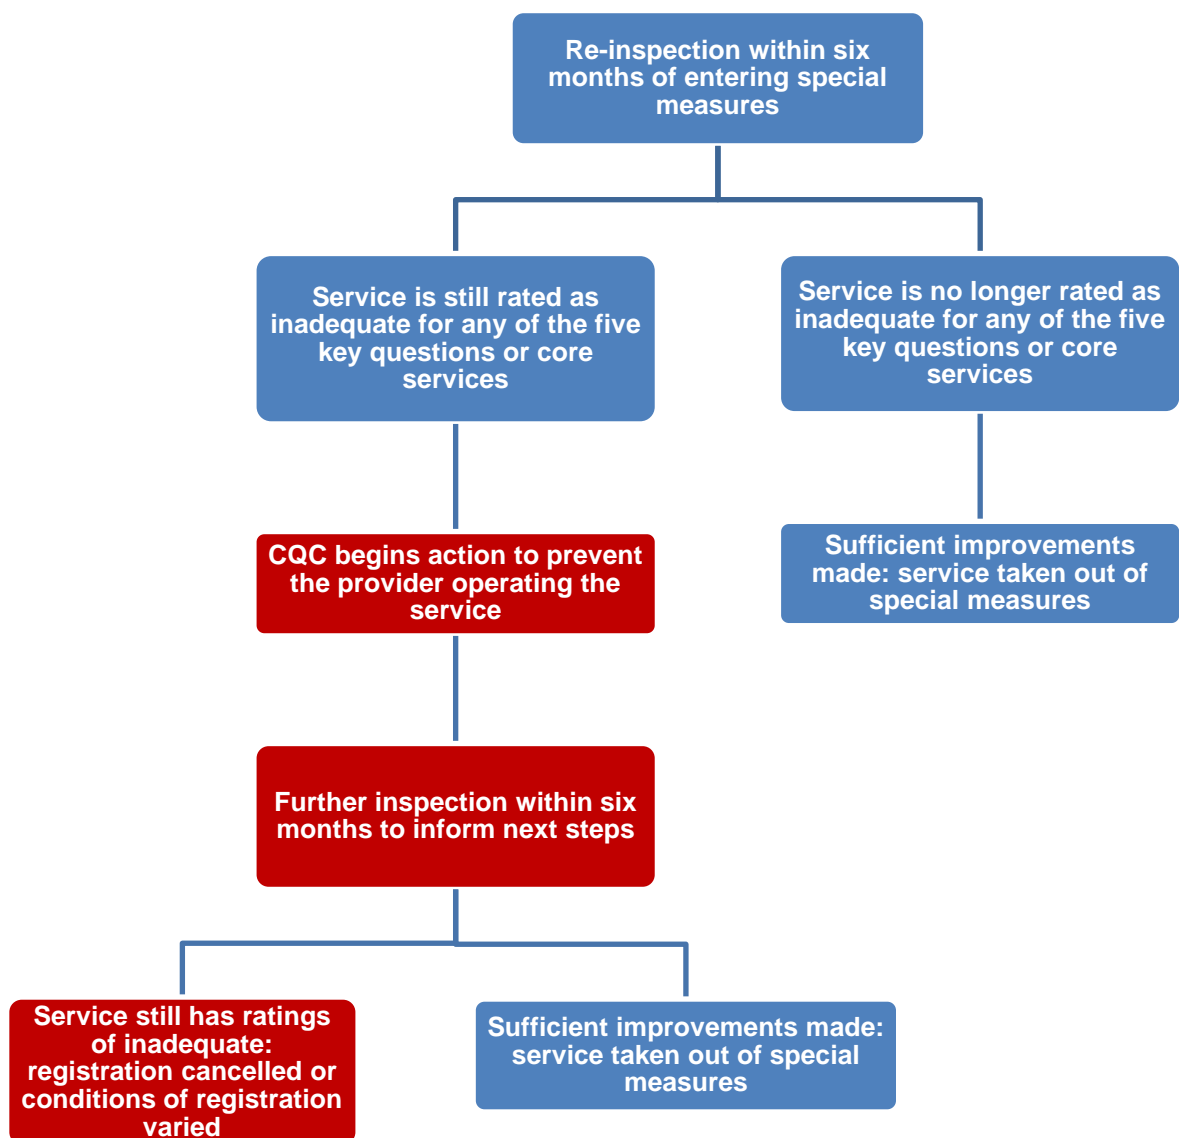 Re-inspection within six
months of entering special
measures
Service is still rated as
inadequate for any of the five
key questions or core
services
Service is no longer rated as
inadequate for any of the five
key questions or core
services
CQC begins action to prevent
the provider operating the
service
Sufficient improvements
made: service taken out of
special measures
Further inspection within six
months to inform next steps
Service still has ratings
of inadequate:
registration cancelled or
conditions of registration
varied
Sufficient improvements made:
service taken out of special
measures